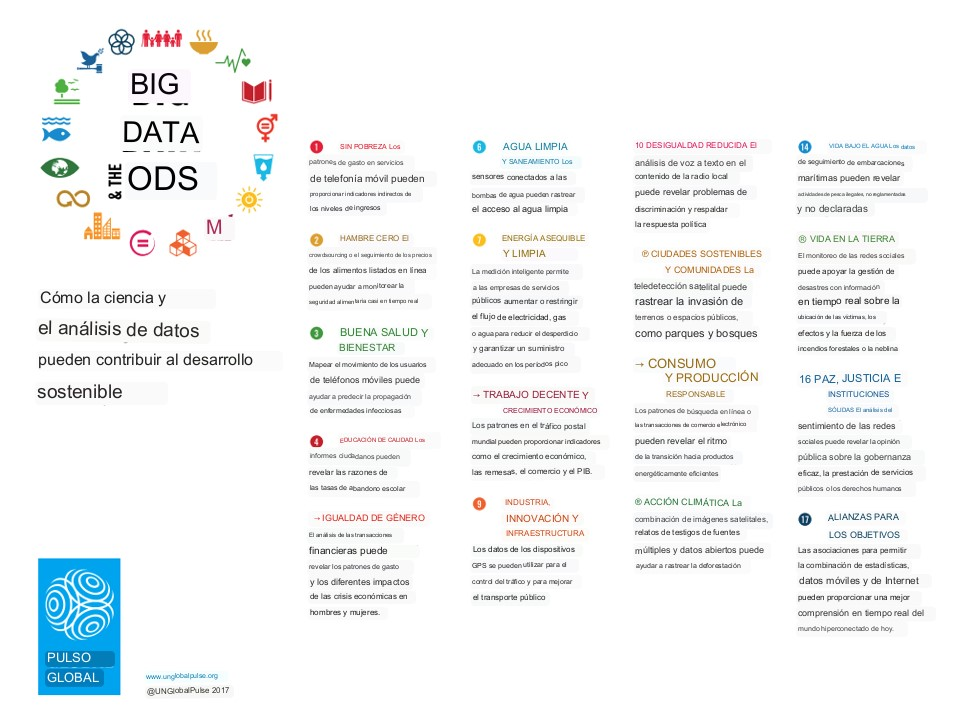 BIG
DATA
& THE
ODS
M
Cómo la ciencia y
el análisis de datos
pueden contribuir al desarrollo
sostenible
PULSO
GLOBAL
www.unglobalpulse.org
@UNGlobalPulse 2017
1 SIN POBREZA Los
patrones de gasto en servicios
de telefonía móvil pueden
proporcionar indicadores indirectos de
los niveles de ingresos
2 HAMBRE CERO El
crowdsourcing o el seguimiento de los precios
de los alimentos listados en línea
pueden ayudar a monitorear la
seguridad alimentaria casi en tiempo real
3 BUENA SALUD Y
BIENESTAR
Mapear el movimiento de los usuarios
de teléfonos móviles puede
ayudar a predecir la propagación
de enfermedades infecciosas
4 EDUCACIÓN DE CALIDAD Los
informes ciudadanos pueden
revelar las razones de
las tasas de abandono escolar
→ IGUALDAD DE GÉNERO
El análisis de las transacciones
financieras puede
revelar los patrones de gasto
y los diferentes impactos
de las crisis económicas en
hombres y mujeres.
6 AGUA LIMPIA
Y SANEAMIENTO Los
sensores conectados a las
bombas de agua pueden rastrear
el acceso al agua limpia
7 ENERGÍA ASEQUIBLE
Y LIMPIA
La medición inteligente permite
a las empresas de servicios
públicos aumentar o restringir
el flujo de electricidad, gas
o agua para reducir el desperdicio
y garantizar un suministro
adecuado en los periodos pico
→ TRABAJO DECENTE Y
CRECIMIENTO ECONÓMICO
Los patrones en el tráfico postal
mundial pueden proporcionar indicadores
como el crecimiento económico,
las remesas, el comercio y el PIB.
9 INDUSTRIA,
INNOVACIÓN Y
INFRAESTRUCTURA
Los datos de los dispositivos
GPS se pueden utilizar para el
control del tráfico y para mejorar
el transporte público
10 DESIGUALDAD REDUCIDA El
análisis de voz a texto en el
contenido de la radio local
puede revelar problemas de
discriminación y respaldar
la respuesta política
℗ CIUDADES SOSTENIBLES
Y COMUNIDADES La
teledetección satelital puede
rastrear la invasión de
terrenos o espacios públicos,
como parques y bosques
→ CONSUMO
Y PRODUCCIÓN
RESPONSABLE
Los patrones de búsqueda en línea o
las transacciones de comercio electrónico
pueden revelar el ritmo
de la transición hacia productos
energéticamente eficientes
® ACCIÓN CLIMÁTICA La
combinación de imágenes satelitales,
relatos de testigos de fuentes
múltiples y datos abiertos puede
ayudar a rastrear la deforestación
14 VIDA BAJO EL AGUA Los datos
de seguimiento de embarcaciones
marítimas pueden revelar
actividades de pesca ilegales, no reglamentadas
y no declaradas
® VIDA EN LA TIERRA
El monitoreo de las redes sociales
puede apoyar la gestión de
desastres con información
en tiempo real sobre la
ubicación de las víctimas, los
efectos y la fuerza de los
incendios forestales o la neblina
16 PAZ, JUSTICIA E
INSTITUCIONES
SÓLIDAS El análisis del
sentimiento de las redes
sociales puede revelar la opinión
pública sobre la gobernanza
eficaz, la prestación de servicios
públicos o los derechos humanos
17 ALIANZAS PARA
LOS OBJETIVOS
Las asociaciones para permitir
la combinación de estadísticas,
datos móviles y de Internet
pueden proporcionar una mejor
comprensión en tiempo real del
mundo hiperconectado de hoy.